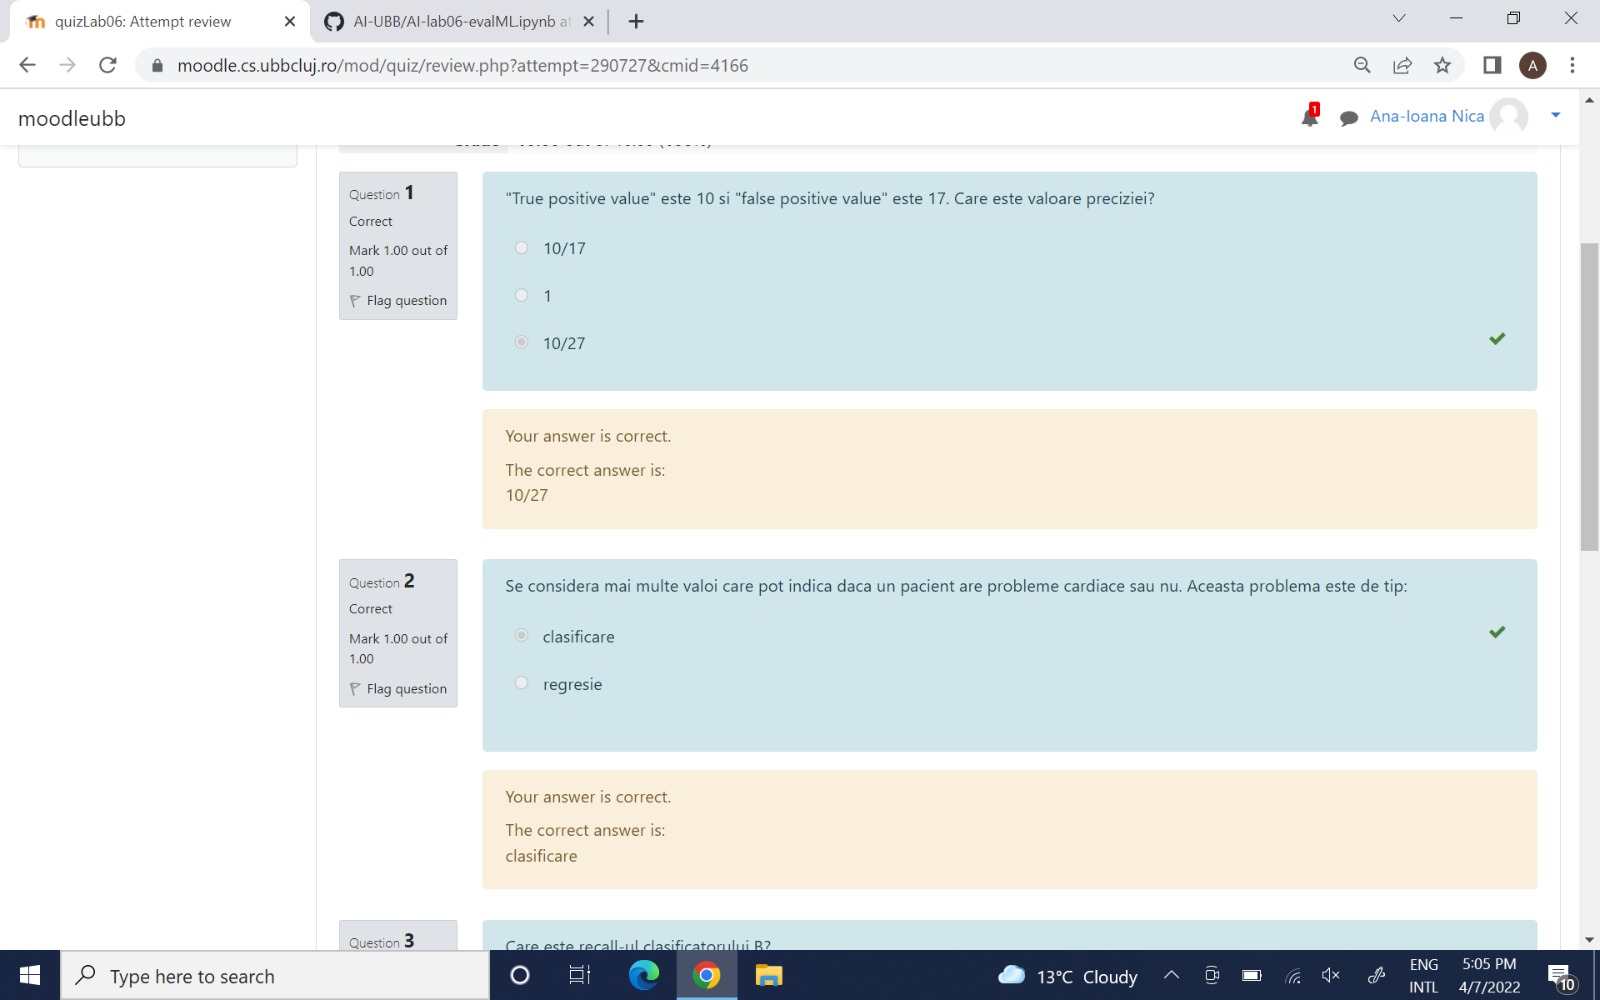 quizLab06: Attempt review
AI-UBB/AI-lab06-evalML.ipynb at
moodle.cs.ubbcluj.ro/mod/quiz/review.php?attempt=290727&cmid=4166
A
moodleubb
1
Ana-Ioana Nica
Question 1
Correct
Mark 1.00 out of
1.00
Flag question
"True positive value" este 10 si "false positive value" este 17. Care este valoare preciziei?
10/17
1
10/27
Your answer is correct.
The correct answer is:
10/27
Question 2
Correct
Mark 1.00 out of
1.00
Flag question
Se considera mai multe valoi care pot indica daca un pacient are probleme cardiace sau nu. Aceasta problema este de tip:
clasificare
regresie
Your answer is correct.
The correct answer is:
clasificare
Question 3
Care este recall-ul clasificatorului B?
Type here to search
13°C Cloudy
ENG
INTL
5:05 PM
4/7/2022
10